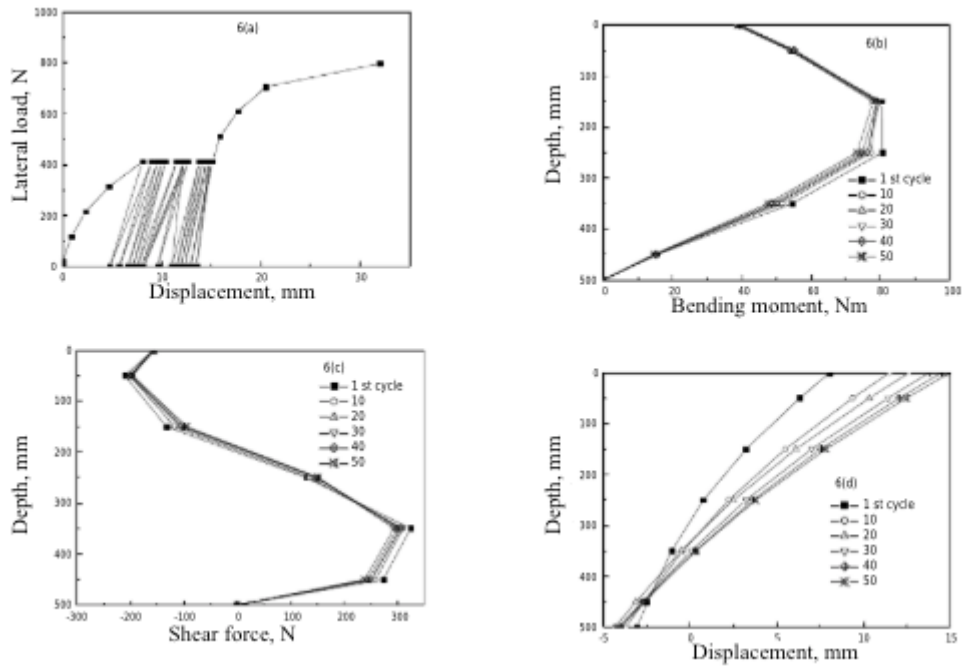 1000
800
600
400
200
0
0 10 20 30
6(a)
Lateral load, N
Displacement, mm
0
100
200
300
400
500
0 20 40 60 80 100
6(b)
1 st cycle
10
20
30
40
50
Depth, mm
Bending moment, Nm
0
100
200
300
400
500
-300 -200 -100 0 100 200 300
6(c)
1 st cycle
10
20
30
40
50
Depth, mm
Shear force, N
0
100
200
300
400
500
-5 0 5 10 15
6(d)
1 st cycle
10
20
30
40
50
Depth, mm
Displacement, mm